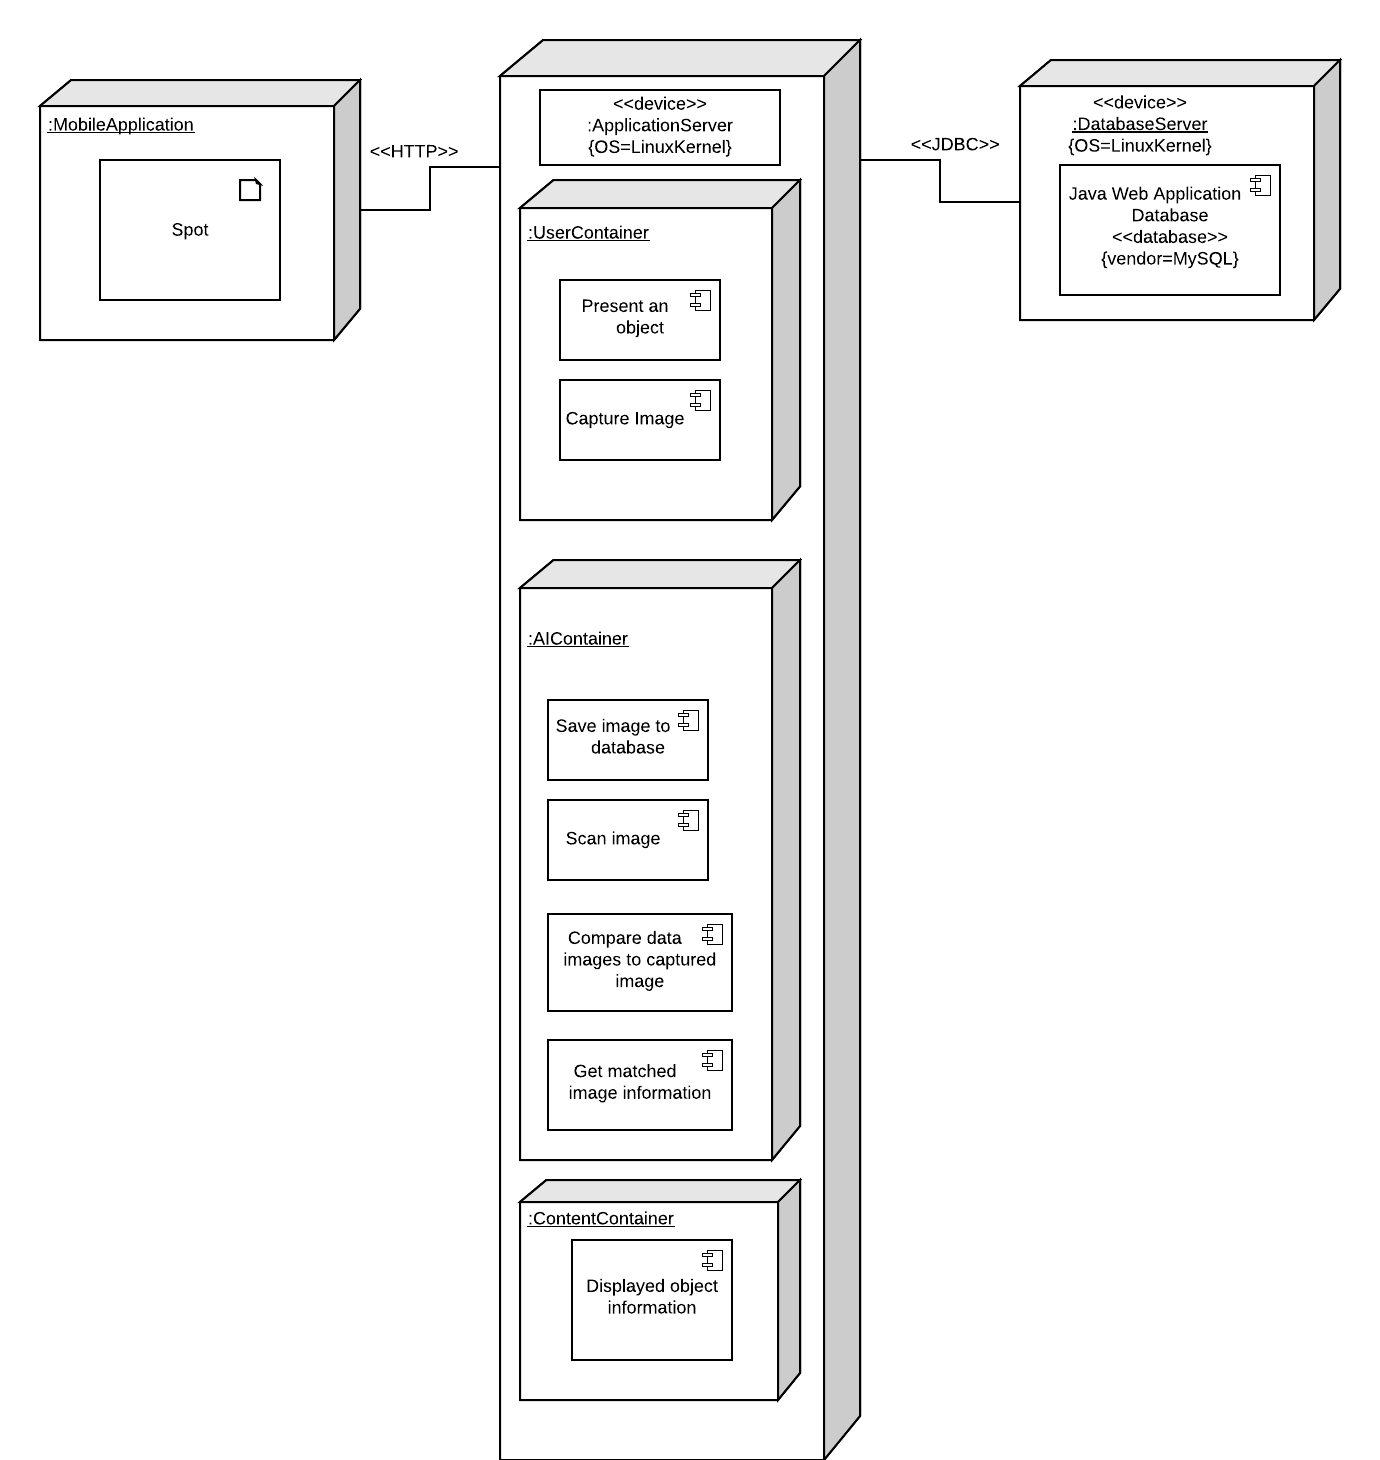 :MobileApplication
Spot
<<HTTP>>
<<device>>
:ApplicationServer
{OS=LinuxKernel}
:UserContainer
Present an
object
Capture Image
:AIContainer
Save image to
database
Scan image
Compare data
images to captured
image
Get matched
image information
:ContentContainer
Displayed object
information
<<JDBC>>
<<device>>
:DatabaseServer
{OS=LinuxKernel}
Java Web Application
Database
<<database>>
{vendor=MySQL}